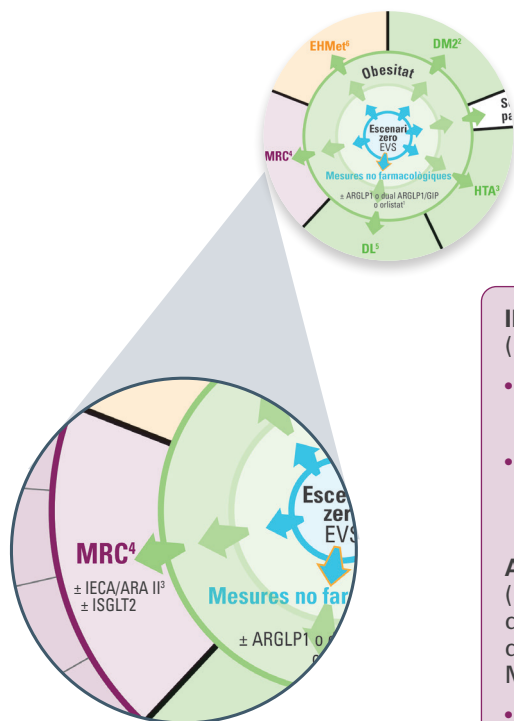 EHMet⁶
DM2²
Obesitat
Escenari
zero
EVS
MRC⁴
Mesures no farmacològiques
HTA³
± ARGLP1 o dual ARGLP1/GIP
o orlistat¹
DL⁵
MRC⁴
± IECA/ARA II³
± ISGLT2
zer
EVS
Mesures no far
± ARGLP1 o